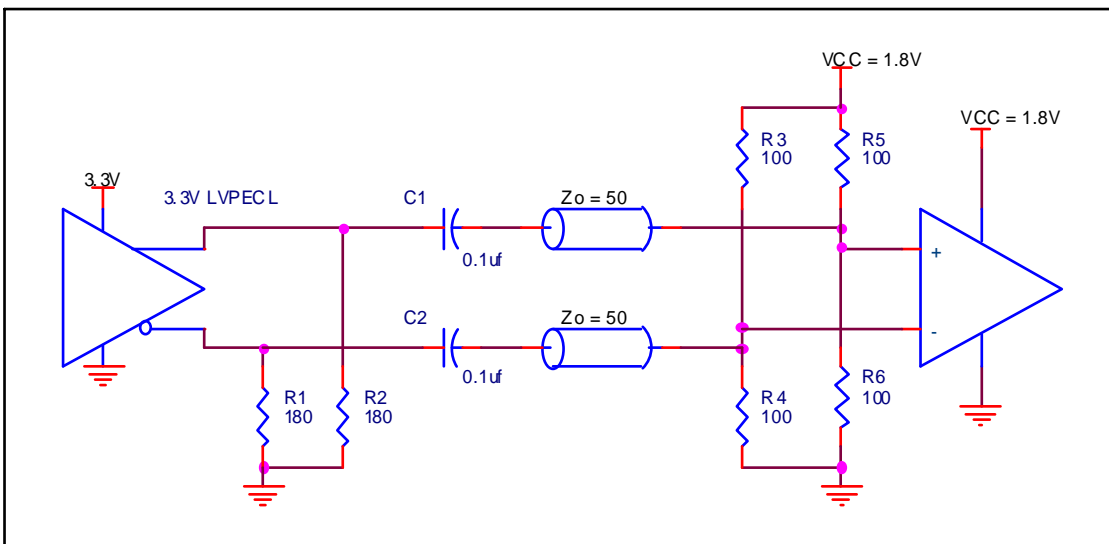 VCC = 1.8V
VCC = 1.8V
R3
100
R5
100
3.3V
3.3V LVPECL
C1
Zo = 50
0.1uf
+
C2
Zo = 50
-
0.1uf
R1
180
R2
180
R4
100
R6
100